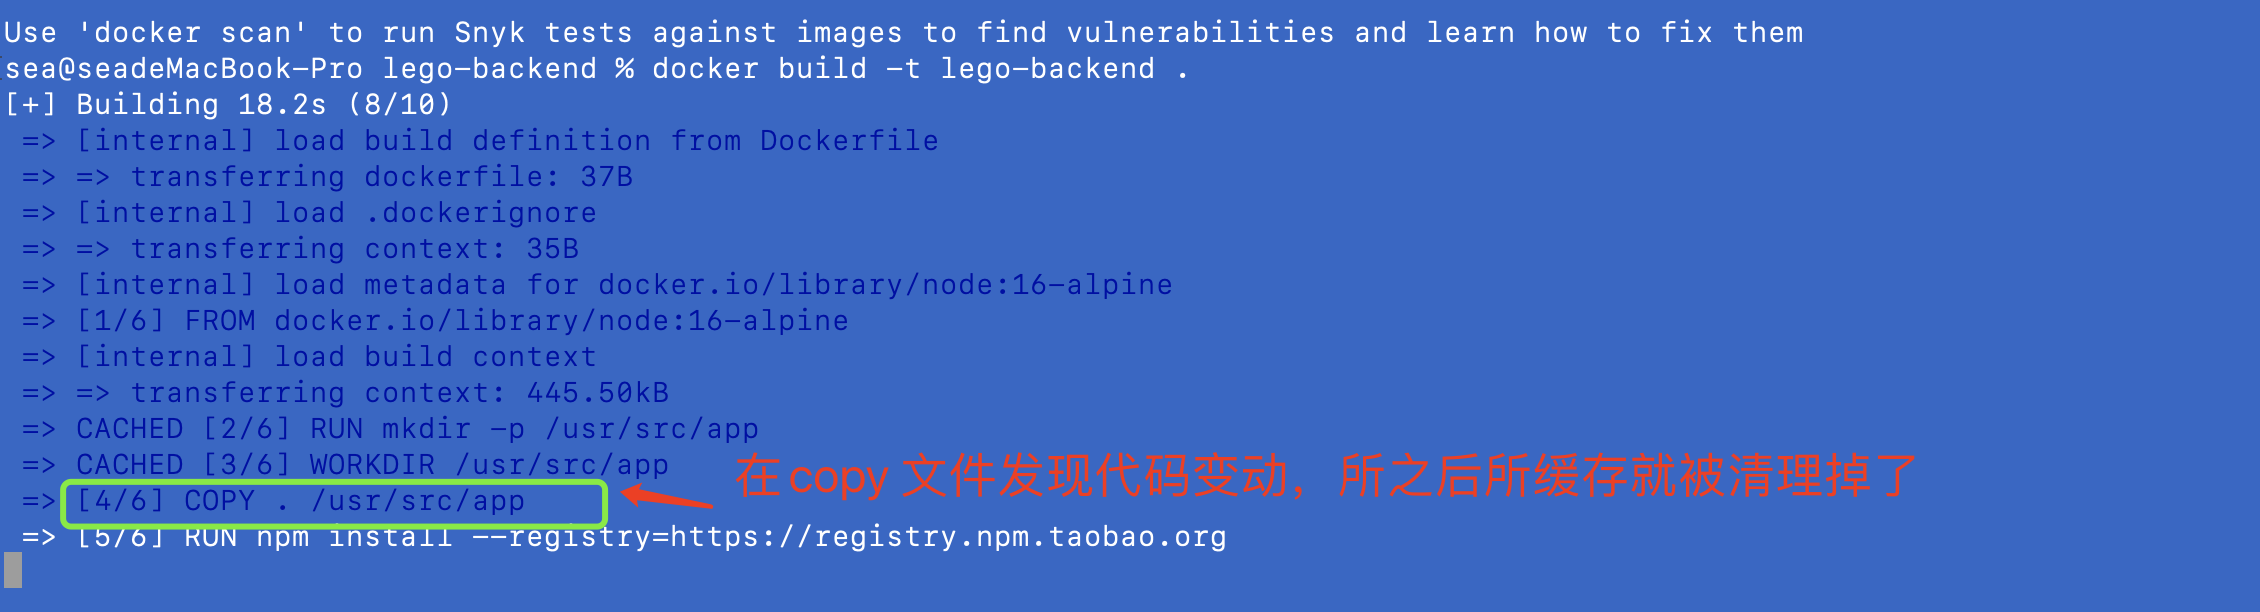 Use 'docker scan' to run Snyk tests against images to find vulnerabilities and learn how to fix them
sea@seadeMacBook-Pro lego-backend % docker build -t lego-backend .
[+] Building 18.2s (8/10)
=> [internal] load build definition from Dockerfile
=> => transferring dockerfile: 37B
=> [internal] load .dockerignore
=> => transferring context: 35B
=> [internal] load metadata for docker.io/library/node:16-alpine
=> [1/6] FROM docker.io/library/node:16-alpine
=> [internal] load build context
=> => transferring context: 445.50kB
=> CACHED [2/6] RUN mkdir -p /usr/src/app
=> CACHED [3/6] WORKDIR /usr/src/app
在copy 文件发现代码变动，所之后所缓存就被清理掉了
=> [4/6] COPY . /usr/src/app
=> [5/6] RUN npm install --registry=https://registry.npm.taobao.org